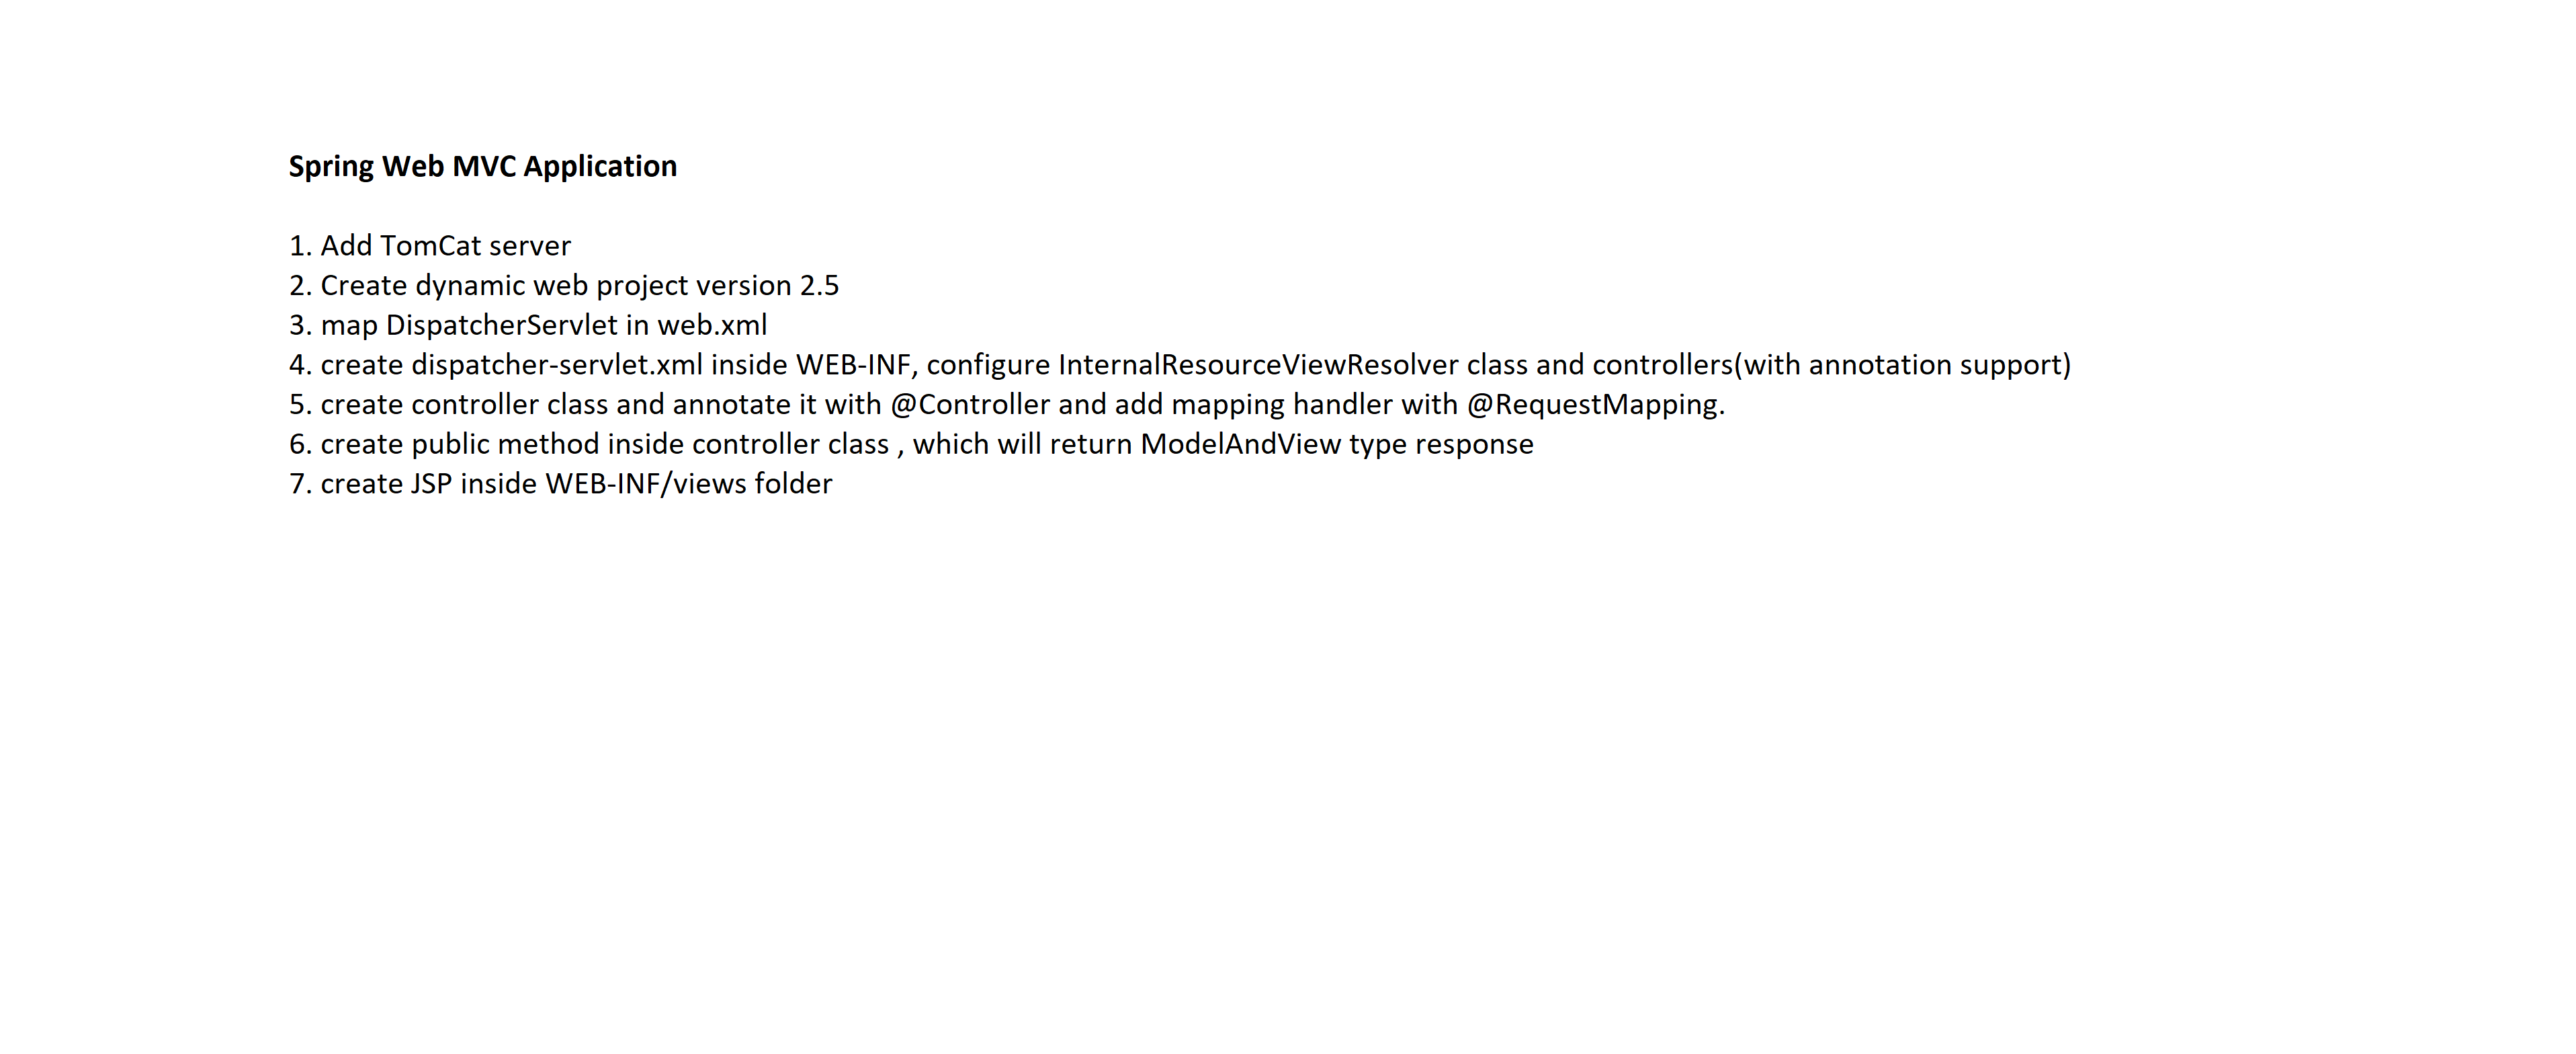 Spring Web MVC Application
1. Add TomCat server
2. Create dynamic web project version 2.5
3. map DispatcherServlet in web.xml
4. create dispatcher-servlet.xml inside WEB-INF, configure InternalResourceViewResolver class and controllers(with annotation support)
5. create controller class and annotate it with @Controller and add mapping handler with @RequestMapping.
6. create public method inside controller class , which will return ModelAndView type response
7. create JSP inside WEB-INF/views folder